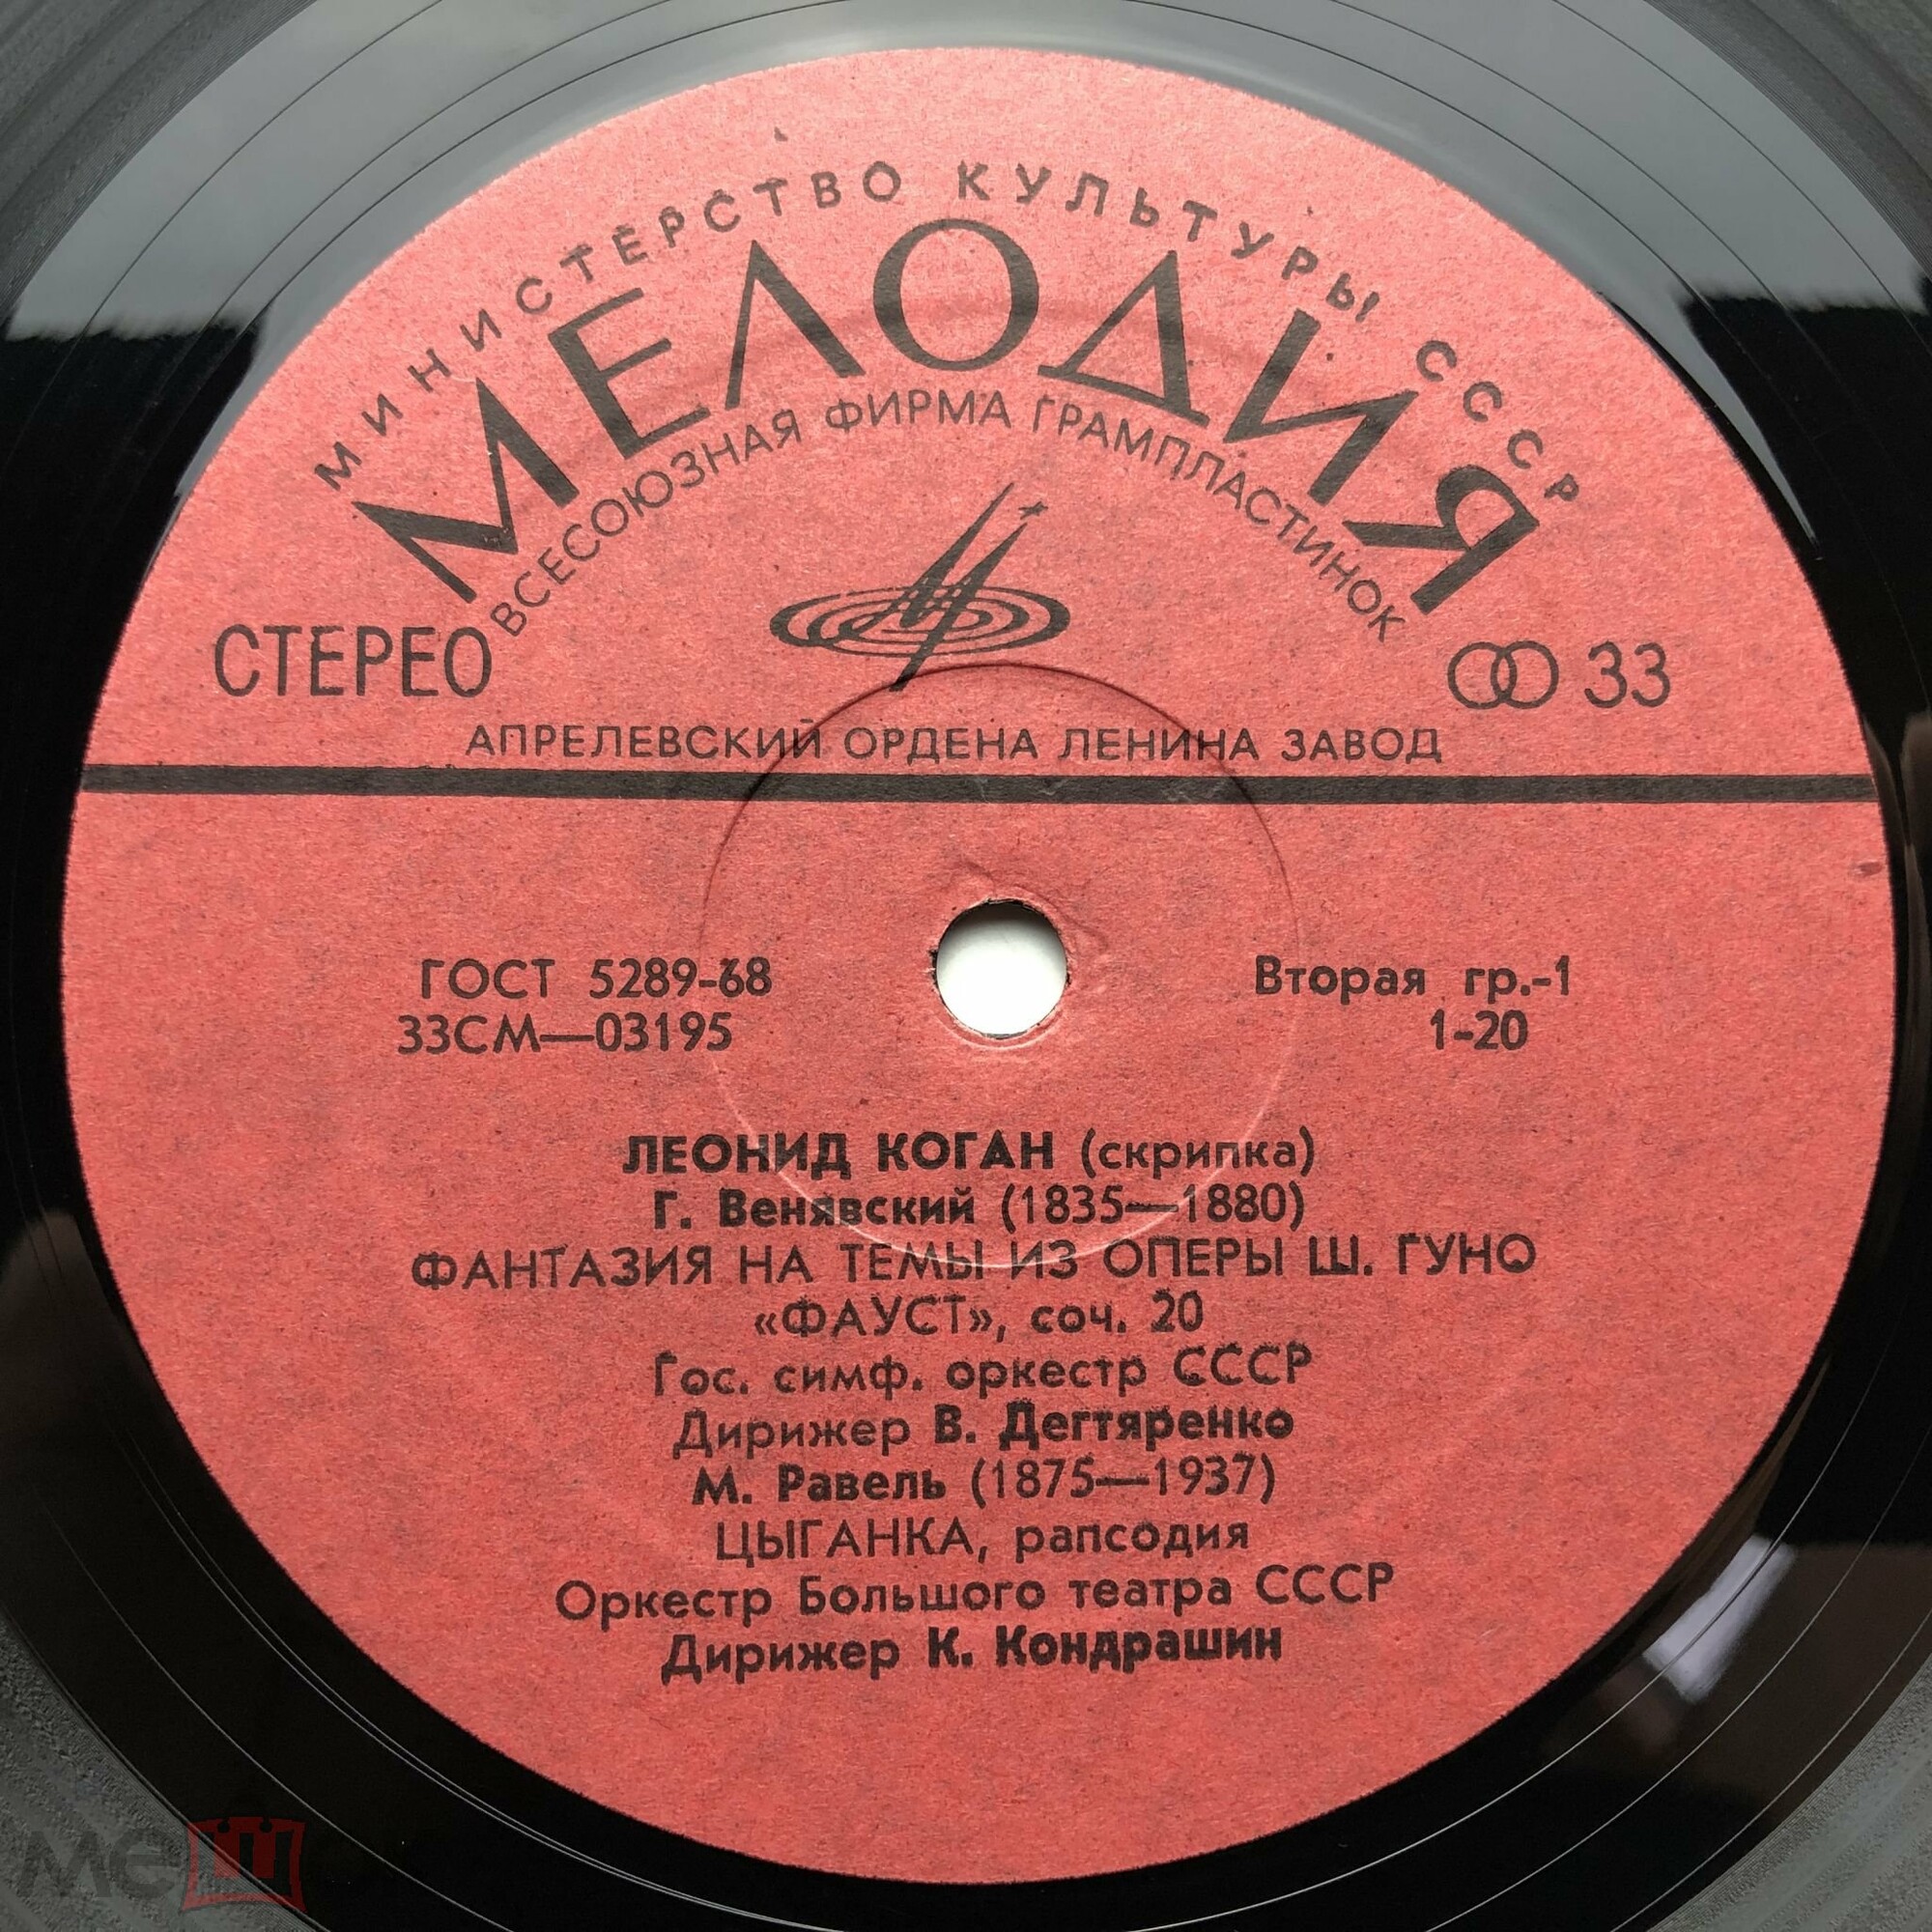 МИНИСТЕРСТВО КУЛЬТУРЫ СССР
МЕЛОДИЯ
ВСЕСОЮЗНАЯ ФИРМА ГРАМПЛАСТИНОК
СТЕРЕО
33
АПРЕЛЕВСКИЙ ОРДЕНА ЛЕНИНА ЗАВОД
ГОСТ 5289-68
Вторая гр.-1
33СМ—03195
1-20
ЛЕОНИД КОГАН (скрипка)
Г. Венявский (1835—1880)
ФАНТАЗИЯ НА ТЕМЫ ИЗ ОПЕРЫ Ш. ГУНО
«ФАУСТ», соч. 20
Гос. симф. оркестр СССР
Дирижер В. Дегтяренко
М. Равель (1875—1937)
ЦЫГАНКА, рапсодия
Оркестр Большого театра СССР
Дирижер К. Кондрашин